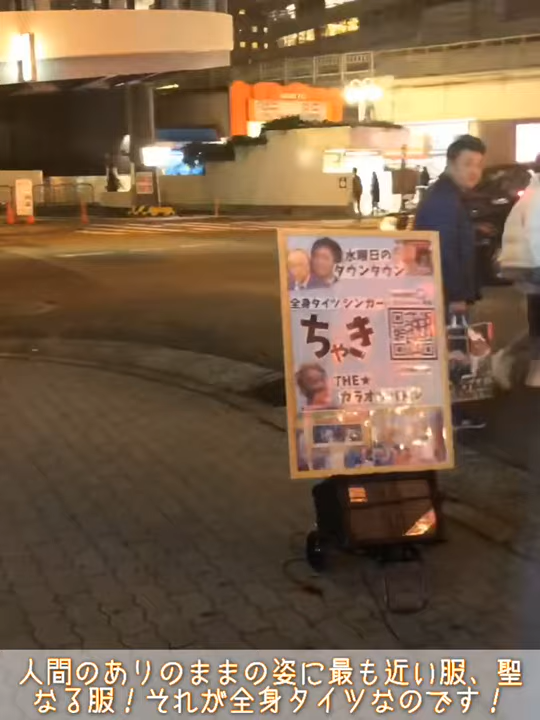 水曜日の
ダウンタウン
全身タイツシンガー
ちゃき
THE★
人間のありのままの姿に最も近い服、聖
なる服!それが全身タイツなのです!